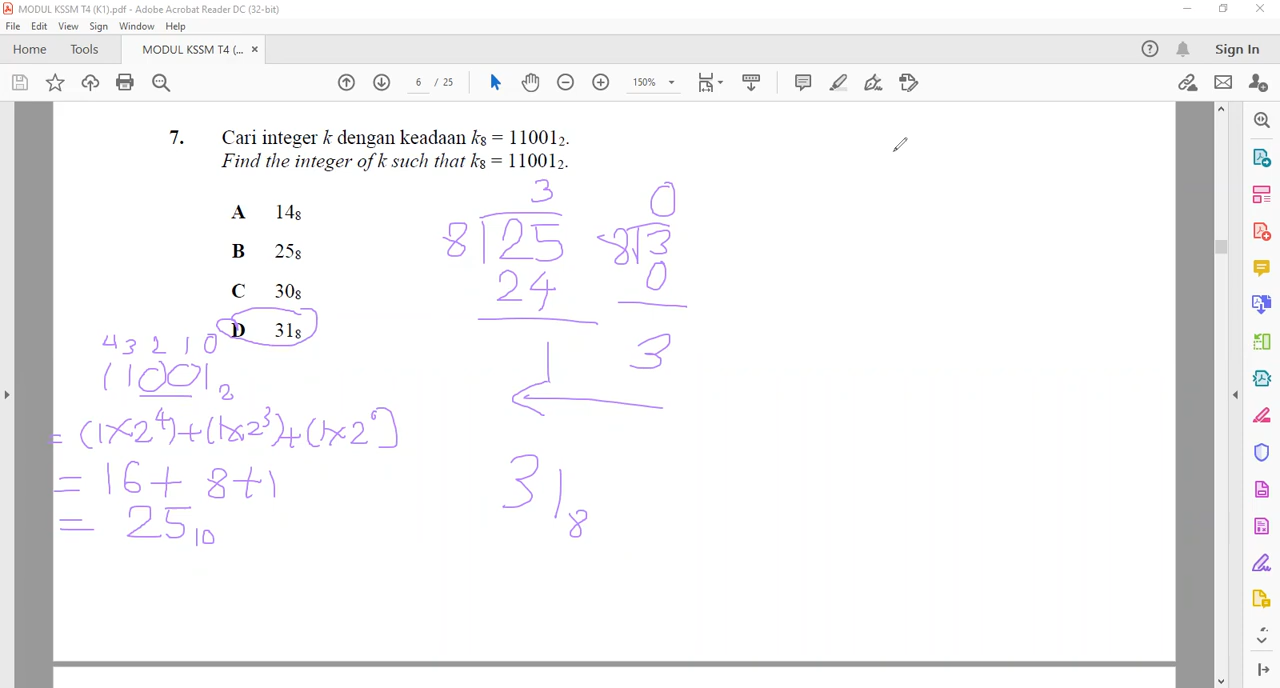 MODUL KSSM T4 (K1).pdf - Adobe Acrobat Reader DC (32-bit)
File Edit View Sign Window Help
Home Tools MODUL KSSM T4 (... × Sign In
6 / 25 150%
7. Cari integer k dengan keadaan k₈ = 11001₂.
Find the integer of k such that k₈ = 11001₂.
A 14₈
B 25₈
C 30₈
D 31₈
3 0
8 25 8 3
24 0
1 3
31₈
4 3 2 1 0
11001₂
= (1×2⁴)+(1×2³)+(1×2⁰)
= 16 + 8+1
= 25₁₀